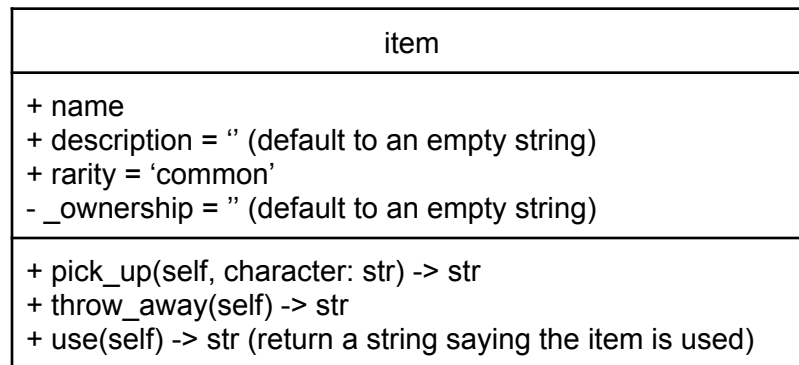 item
+ name
+ description = ‘’ (default to an empty string)
+ rarity = ‘common’
- _ownership = ‘’ (default to an empty string)
+ pick_up(self, character: str) -> str
+ throw_away(self) -> str
+ use(self) -> str (return a string saying the item is used)